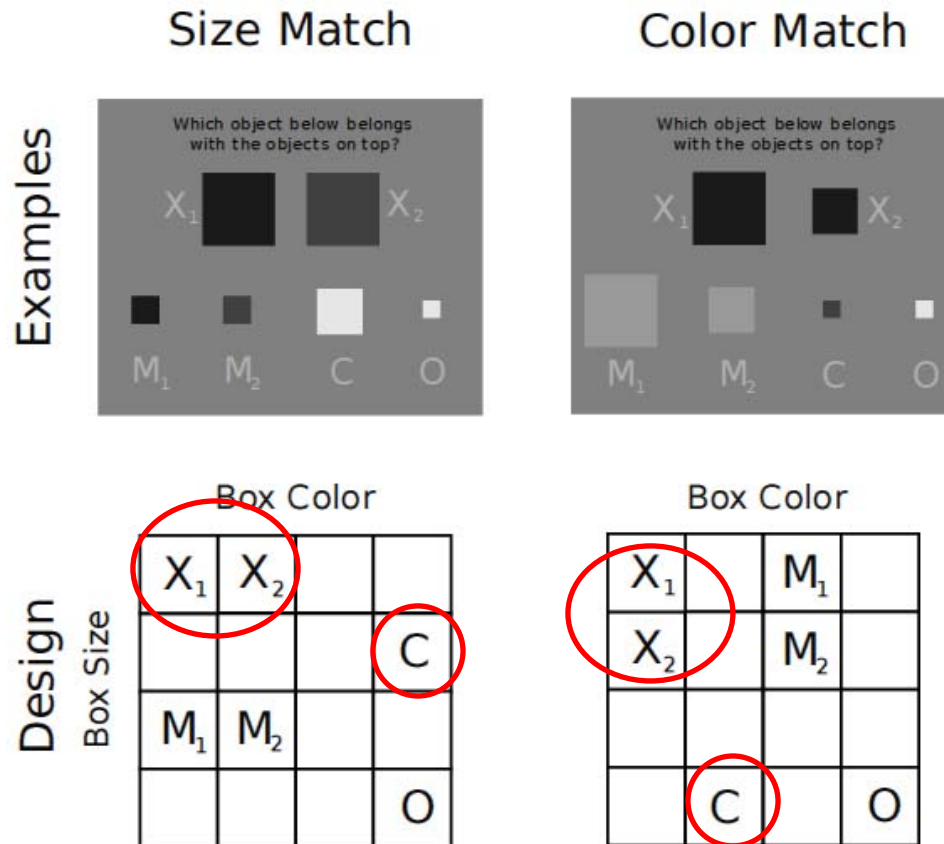 Size Match
Color Match
Examples
Which object below belongs
with the objects on top?
X₁
X₂
M₁
M₂
C
O
Which object below belongs
with the objects on top?
X₁
X₂
M₁
M₂
C
O
Design
Box Color
Box Size
X₁ X₂
C
M₁ M₂
O
Box Color
X₁ M₁
X₂ M₂
C O